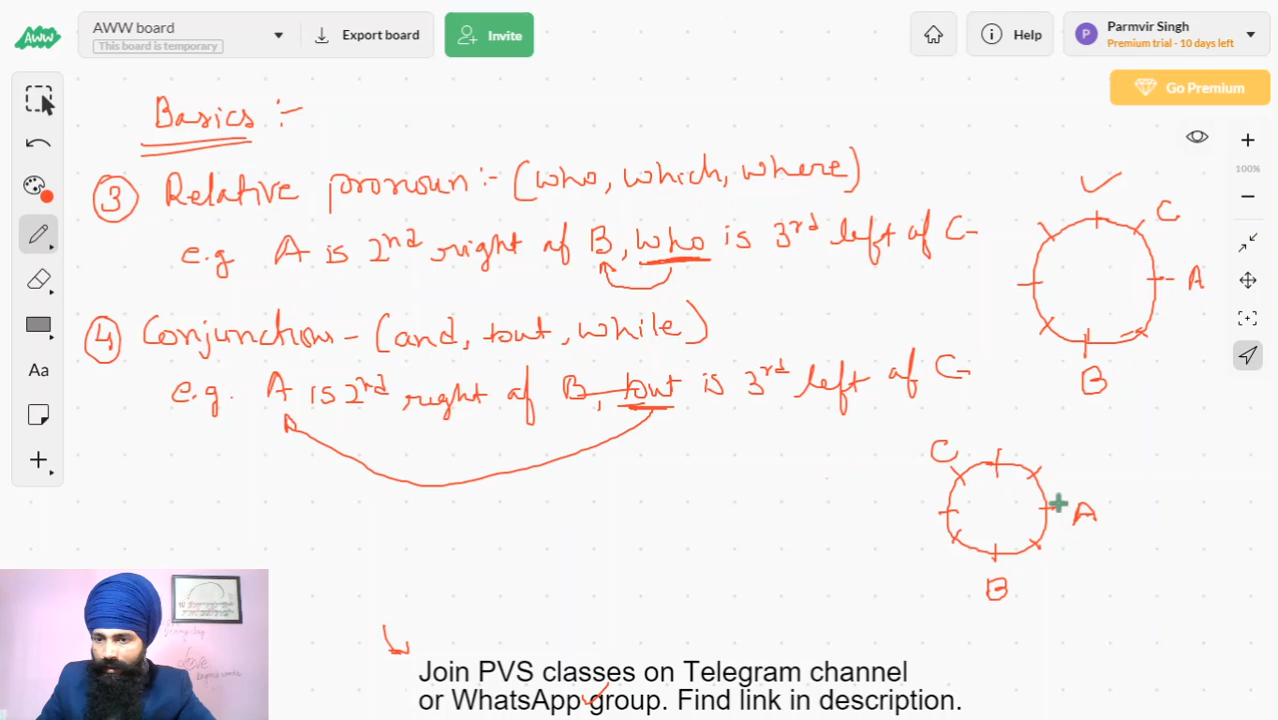 AWW
AWW board
This board is temporary
Export board
Invite
Help
P
Parmvir Singh
Premium trial - 10 days left
Go Premium
100%
Aa
Basics :-
③ Relative pronoun :- (who, which, where)
e.g A is 2nd right of B, who is 3rd left of C
④ Conjunction - (and, but, while)
e.g. A is 2nd right of B, but is 3rd left of C
C
A
B
C
A
B
Join PVS classes on Telegram channel
or WhatsApp group. Find link in description.